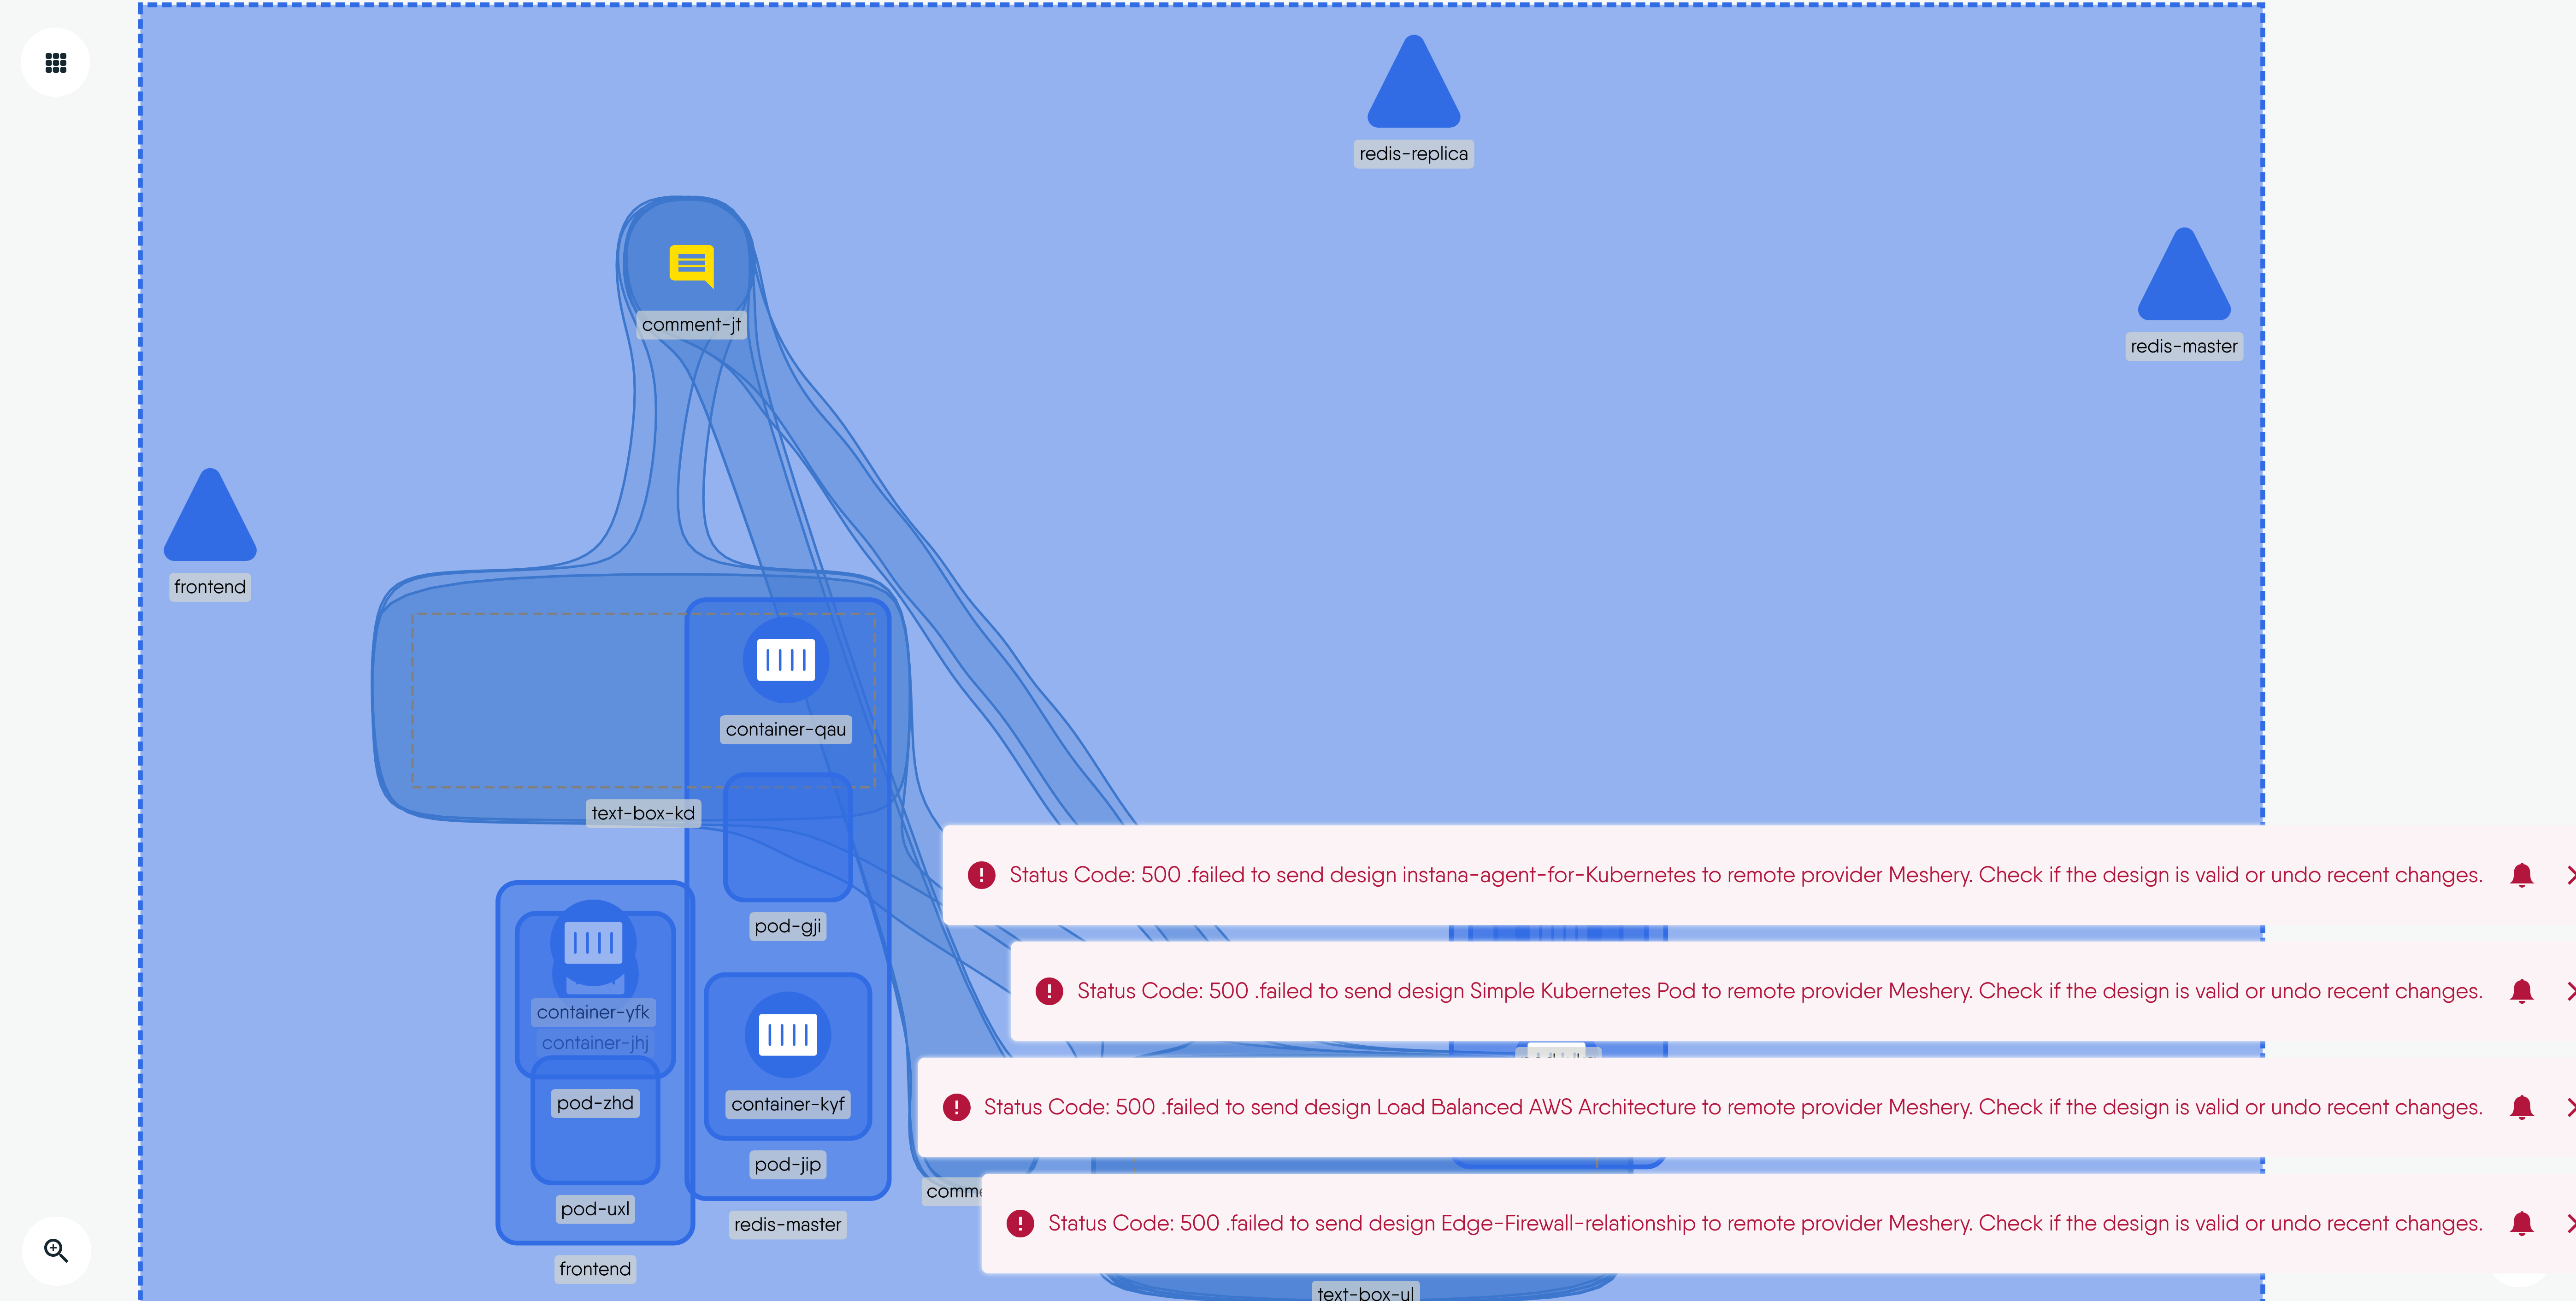 redis-replica
comment-jt
redis-master
frontend
container-qau
text-box-kd
Status Code: 500 .failed to send design instana-agent-for-Kubernetes to remote provider Meshery. Check if the design is valid or undo recent changes.
pod-gji
Status Code: 500 .failed to send design Simple Kubernetes Pod to remote provider Meshery. Check if the design is valid or undo recent changes.
container-yfk
container-jhj
pod-zhd
container-kyf
Status Code: 500 .failed to send design Load Balanced AWS Architecture to remote provider Meshery. Check if the design is valid or undo recent changes.
pod-jip
pod-uxl
redis-master
Status Code: 500 .failed to send design Edge-Firewall-relationship to remote provider Meshery. Check if the design is valid or undo recent changes.
frontend
text-box-ul